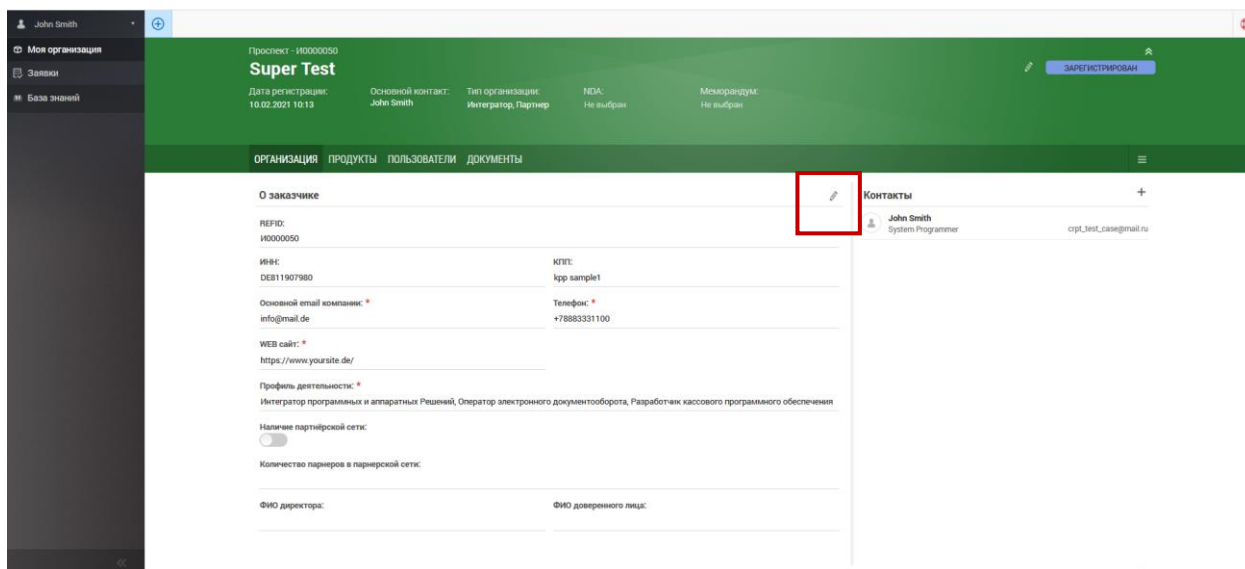 John Smith
Моя организация
Заявки
База знаний
Проспект - И0000050
Super Test
ЗАРЕГИСТРИРОВАН
Дата регистрации: Основной контакт: Тип организации: NDA: Меморандум:
10.02.2021 10:13 John Smith Интегратор, Партнер Не выбран Не выбран
ОРГАНИЗАЦИЯ ПРОДУКТЫ ПОЛЬЗОВАТЕЛИ ДОКУМЕНТЫ
О заказчике
REFID:
И0000050
ИНН: КПП:
DE811907980 kpp sample1
Основной email компании: * Телефон: *
info@mail.de +78883331100
WEB сайт: *
https://www.yoursite.de/
Профиль деятельности: *
Интегратор программных и аппаратных Решений, Оператор электронного документооборота, Разработчик кассового программного обеспечения
Наличие партнёрской сети:
Количество парнеров в парнерской сети:
ФИО директора: ФИО доверенного лица:
Контакты
John Smith
System Programmer crpt_test_case@mail.ru